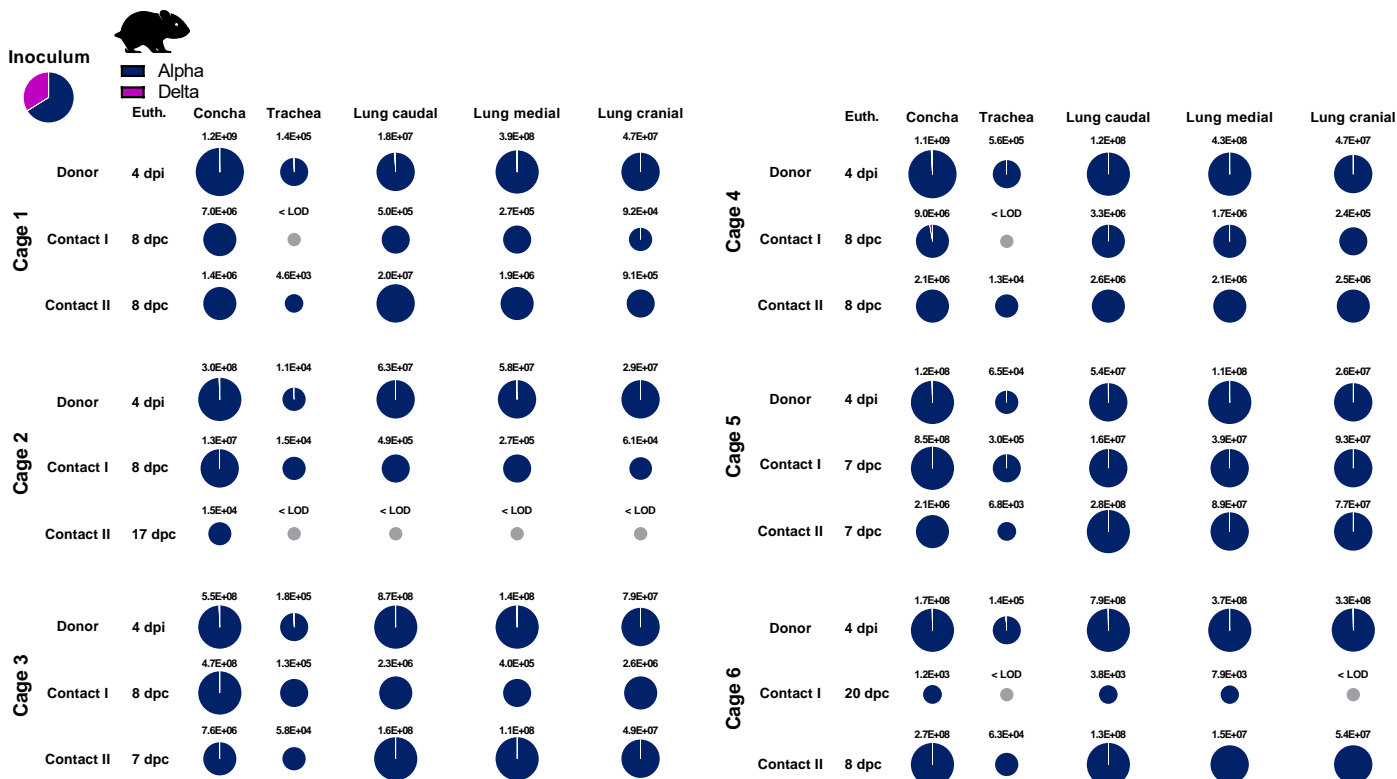 Inoculum
Alpha
Delta
Euth. Concha Trachea Lung caudal Lung medial Lung cranial
Cage 1
1.2E+09 1.4E+05 1.8E+07 3.9E+08 4.7E+07
Donor 4 dpi
7.0E+06 < LOD 5.0E+05 2.7E+05 9.2E+04
Contact I 8 dpc
1.4E+06 4.6E+03 2.0E+07 1.9E+06 9.1E+05
Contact II 8 dpc
Cage 2
3.0E+08 1.1E+04 6.3E+07 5.8E+07 2.9E+07
Donor 4 dpi
1.3E+07 1.5E+04 4.9E+05 2.7E+05 6.1E+04
Contact I 8 dpc
1.5E+04 < LOD < LOD < LOD < LOD
Contact II 17 dpc
Cage 3
5.5E+08 1.8E+05 8.7E+08 1.4E+08 7.9E+07
Donor 4 dpi
4.7E+08 1.3E+05 2.3E+06 4.0E+05 2.6E+06
Contact I 8 dpc
7.6E+06 5.8E+04 1.6E+08 1.1E+08 4.9E+07
Contact II 7 dpc
Euth. Concha Trachea Lung caudal Lung medial Lung cranial
Cage 4
1.1E+09 5.6E+05 1.2E+08 4.3E+08 4.7E+07
Donor 4 dpi
9.0E+06 < LOD 3.3E+06 1.7E+06 2.4E+05
Contact I 8 dpc
2.1E+06 1.3E+04 2.6E+06 2.1E+06 2.5E+06
Contact II 8 dpc
Cage 5
1.2E+08 6.5E+04 5.4E+07 1.1E+08 2.6E+07
Donor 4 dpi
8.5E+08 3.0E+05 1.6E+07 3.9E+07 9.3E+07
Contact I 7 dpc
2.1E+06 6.8E+03 2.8E+08 8.9E+07 7.7E+07
Contact II 7 dpc
Cage 6
1.7E+08 1.4E+05 7.9E+08 3.7E+08 3.3E+08
Donor 4 dpi
1.2E+03 < LOD 3.8E+03 7.9E+03 < LOD
Contact I 20 dpc
2.7E+08 6.3E+04 1.3E+08 1.5E+07 5.4E+07
Contact II 8 dpc